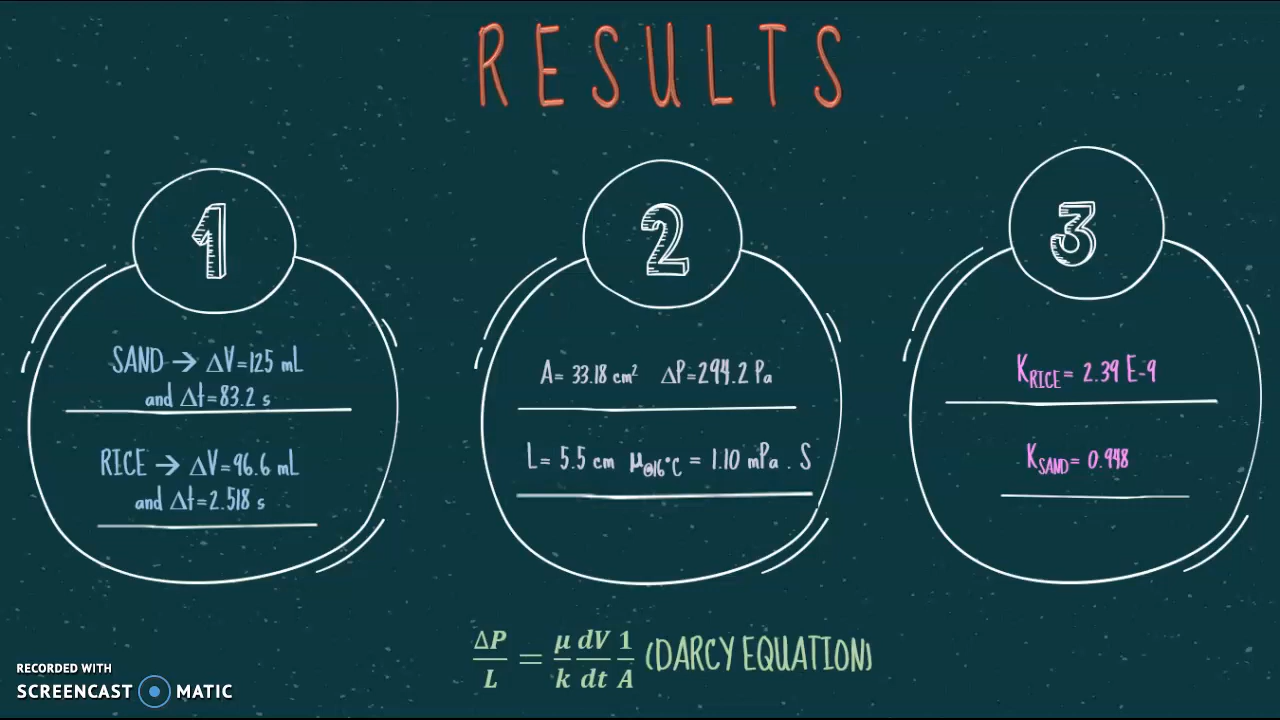 RESULTS
1
SAND → ΔV=125 mL
and Δt=83.2 s
RICE → ΔV=96.6 mL
and Δt=2.518 s
2
A= 33.18 cm² ΔP=294.2 Pa
L= 5.5 cm μ@16°C = 1.10 mPa . S
3
KRICE= 2.39 E-9
KSAND= 0.948
ΔP/L = μ/k dV/dt 1/A (DARCY EQUATION)
RECORDED WITH
SCREENCAST MATIC